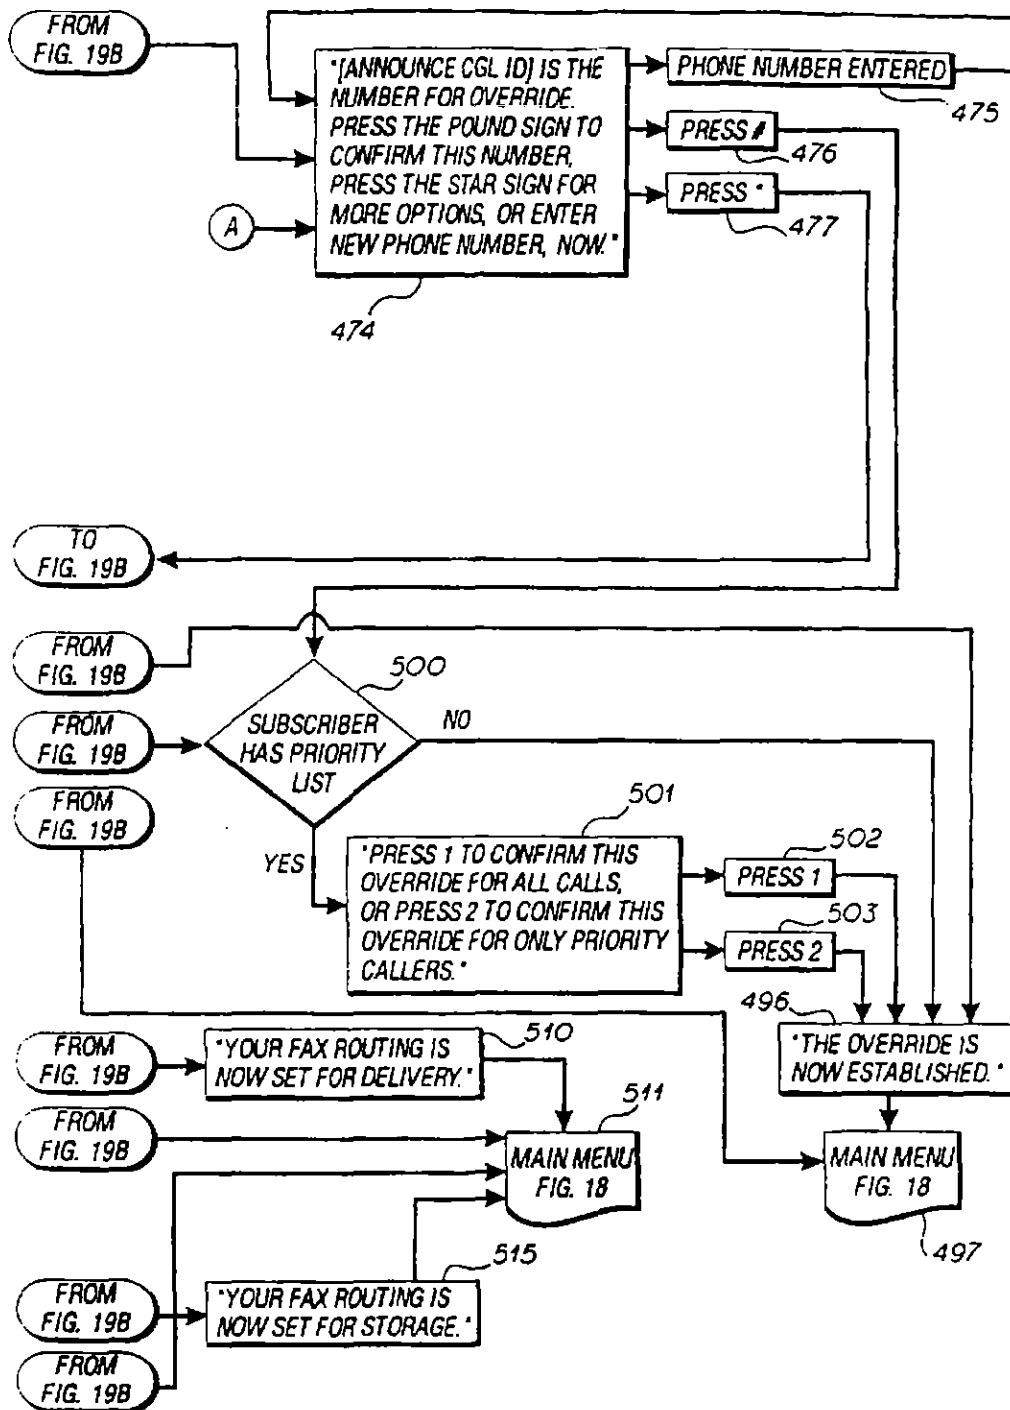 FROM
FIG. 19B
"[ANNOUNCE CGL ID] IS THE
NUMBER FOR OVERRIDE.
PRESS THE POUND SIGN TO
CONFIRM THIS NUMBER,
PRESS THE STAR SIGN FOR
MORE OPTIONS, OR ENTER
NEW PHONE NUMBER, NOW."
474
A
PHONE NUMBER ENTERED
475
PRESS #
476
PRESS *
477
TO
FIG. 19B
FROM
FIG. 19B
FROM
FIG. 19B
SUBSCRIBER
HAS PRIORITY
LIST
500
NO
YES
FROM
FIG. 19B
"PRESS 1 TO CONFIRM THIS
OVERRIDE FOR ALL CALLS,
OR PRESS 2 TO CONFIRM THIS
OVERRIDE FOR ONLY PRIORITY
CALLERS."
501
PRESS 1
502
PRESS 2
503
496
"THE OVERRIDE IS
NOW ESTABLISHED."
MAIN MENU
FIG. 18
497
FROM
FIG. 19B
"YOUR FAX ROUTING IS
NOW SET FOR DELIVERY."
510
FROM
FIG. 19B
511
MAIN MENU
FIG. 18
FROM
FIG. 19B
"YOUR FAX ROUTING IS
NOW SET FOR STORAGE."
515
FROM
FIG. 19B